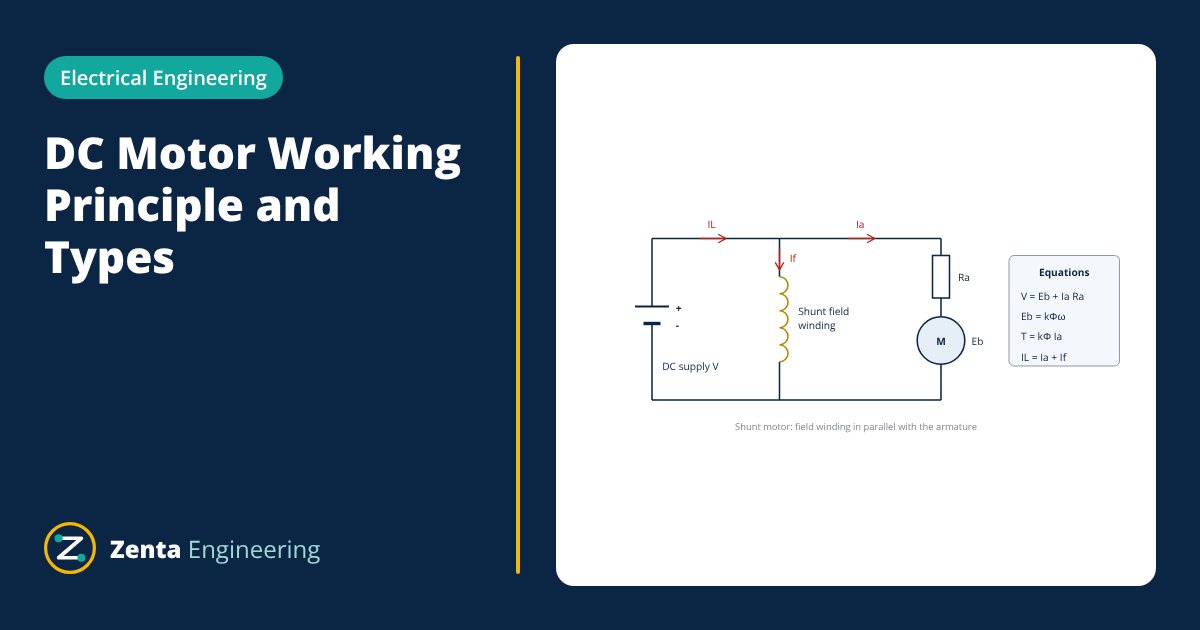 Electrical Engineering
DC Motor Working
Principle and
Types
Zenta Engineering
IL
Ia
If
Ra
+
-
Shunt field
winding
M
Eb
DC supply V
Shunt motor: field winding in parallel with the armature
Equations
V = Eb + Ia Ra
Eb = kΦω
T = kΦ Ia
IL = Ia + If